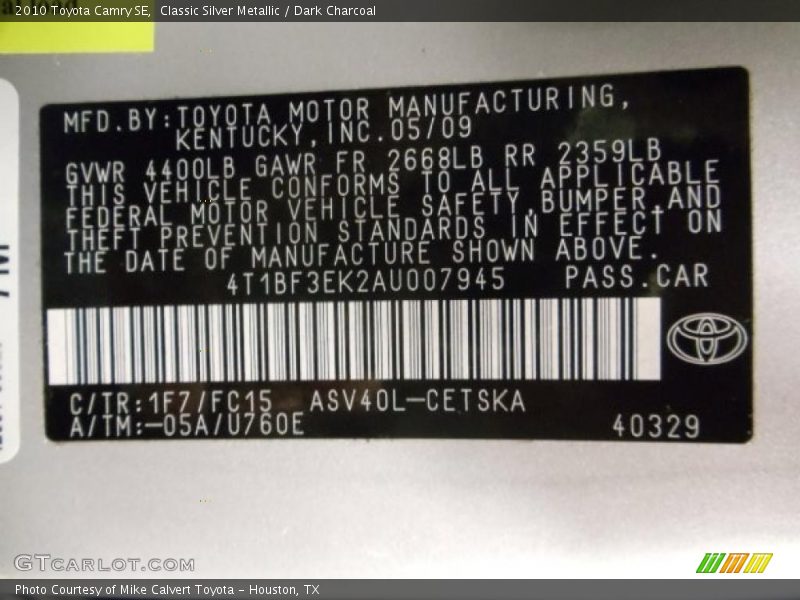 2010 Toyota Camry SE,  Classic Silver Metallic / Dark Charcoal
MFD.BY:TOYOTA MOTOR MANUFACTURING,
KENTUCKY,INC.05/09
GVWR 4400LB GAWR FR 2668LB RR 2359LB
THIS VEHICLE CONFORMS TO ALL APPLICABLE
FEDERAL MOTOR VEHICLE SAFETY,BUMPER,AND
THEFT PREVENTION STANDARDS IN EFFECT ON
THE DATE OF MANUFACTURE SHOWN ABOVE.
4T1BF3EK2AU007945 PASS.CAR
C/TR:1F7/FC15 ASV40L-CETSKA
A/TM:-05A/U760E 40329
GTCARLOT.COM
Photo Courtesy of Mike Calvert Toyota - Houston, TX